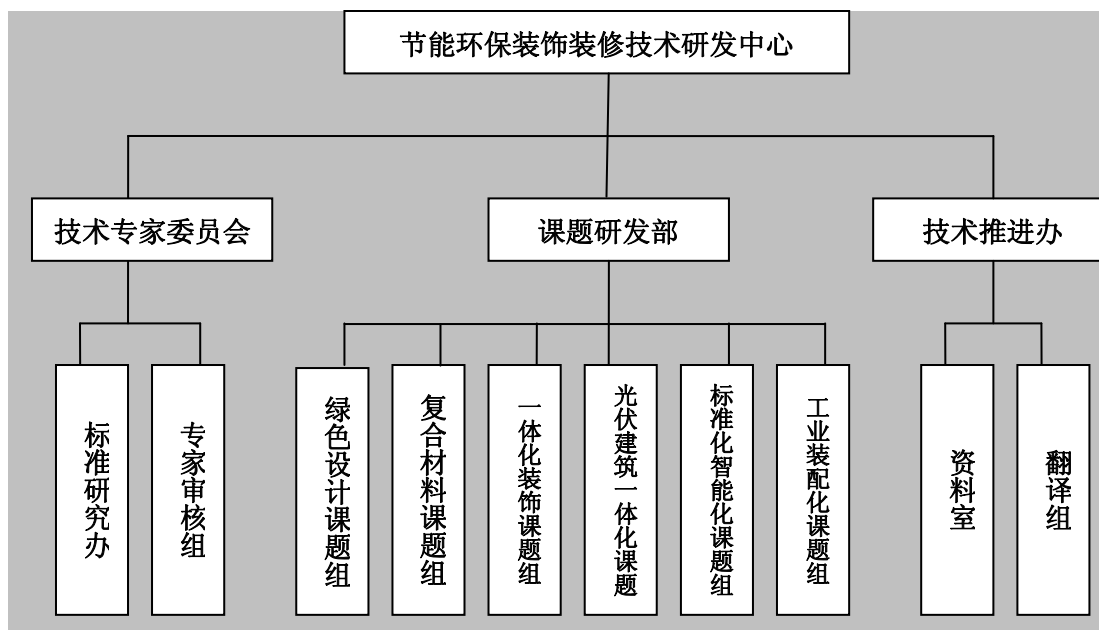 节能环保装饰装修技术研发中心
技术专家委员会
课题研发部
技术推进办
标准研究办
专家审核组
绿色设计课题组
复合材料课题组
一体化装饰课题组
光伏建筑一体化课题
标准化智能化课题组
工业装配化课题组
资料室
翻译组